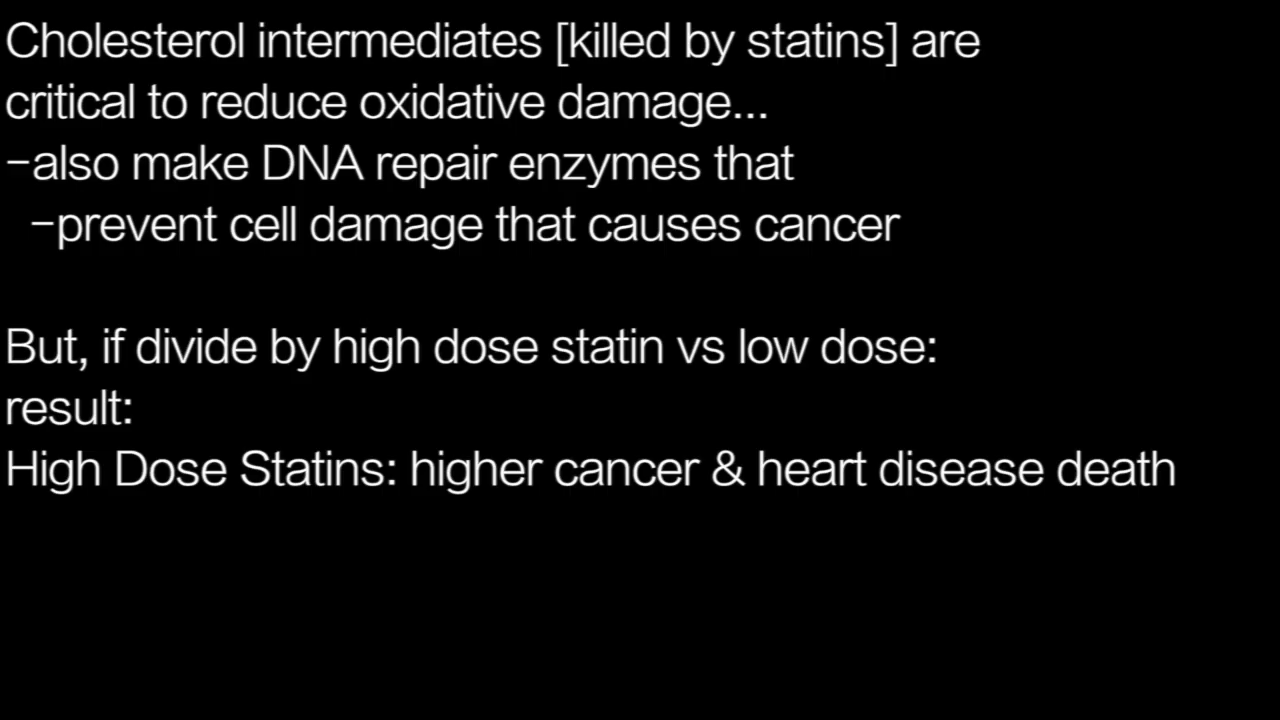 Cholesterol intermediates [killed by statins] are
critical to reduce oxidative damage...
−also make DNA repair enzymes that
−prevent cell damage that causes cancer
But, if divide by high dose statin vs low dose:
result:
High Dose Statins: higher cancer & heart disease death